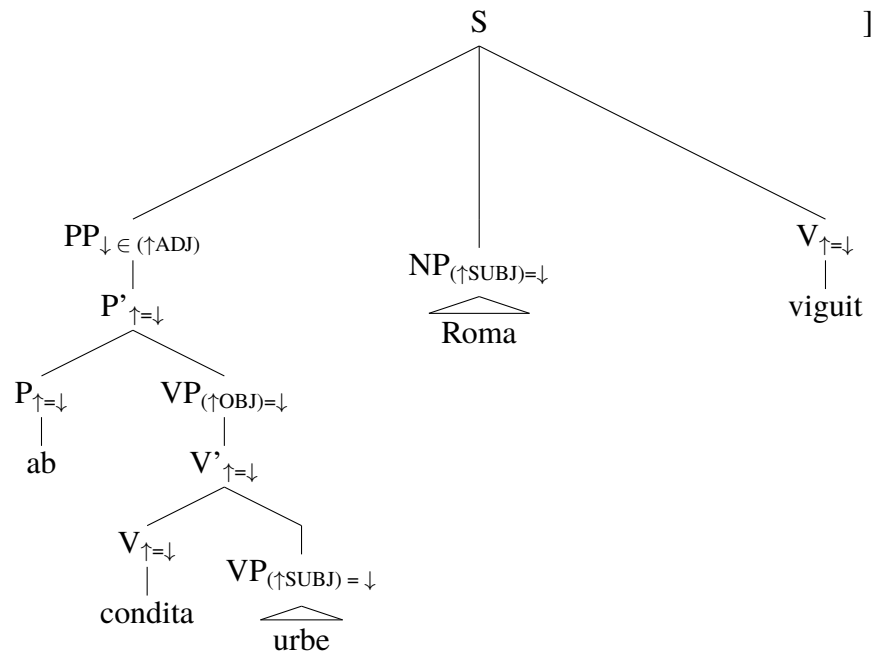 S ]
PP↓ ∈ (↑ADJ) NP(↑SUBJ)=↓ V↑=↓
P’↑=↓ Roma viguit
P↑=↓ VP(↑OBJ)=↓
ab V’↑=↓
V↑=↓ VP(↑SUBJ) = ↓
condita urbe